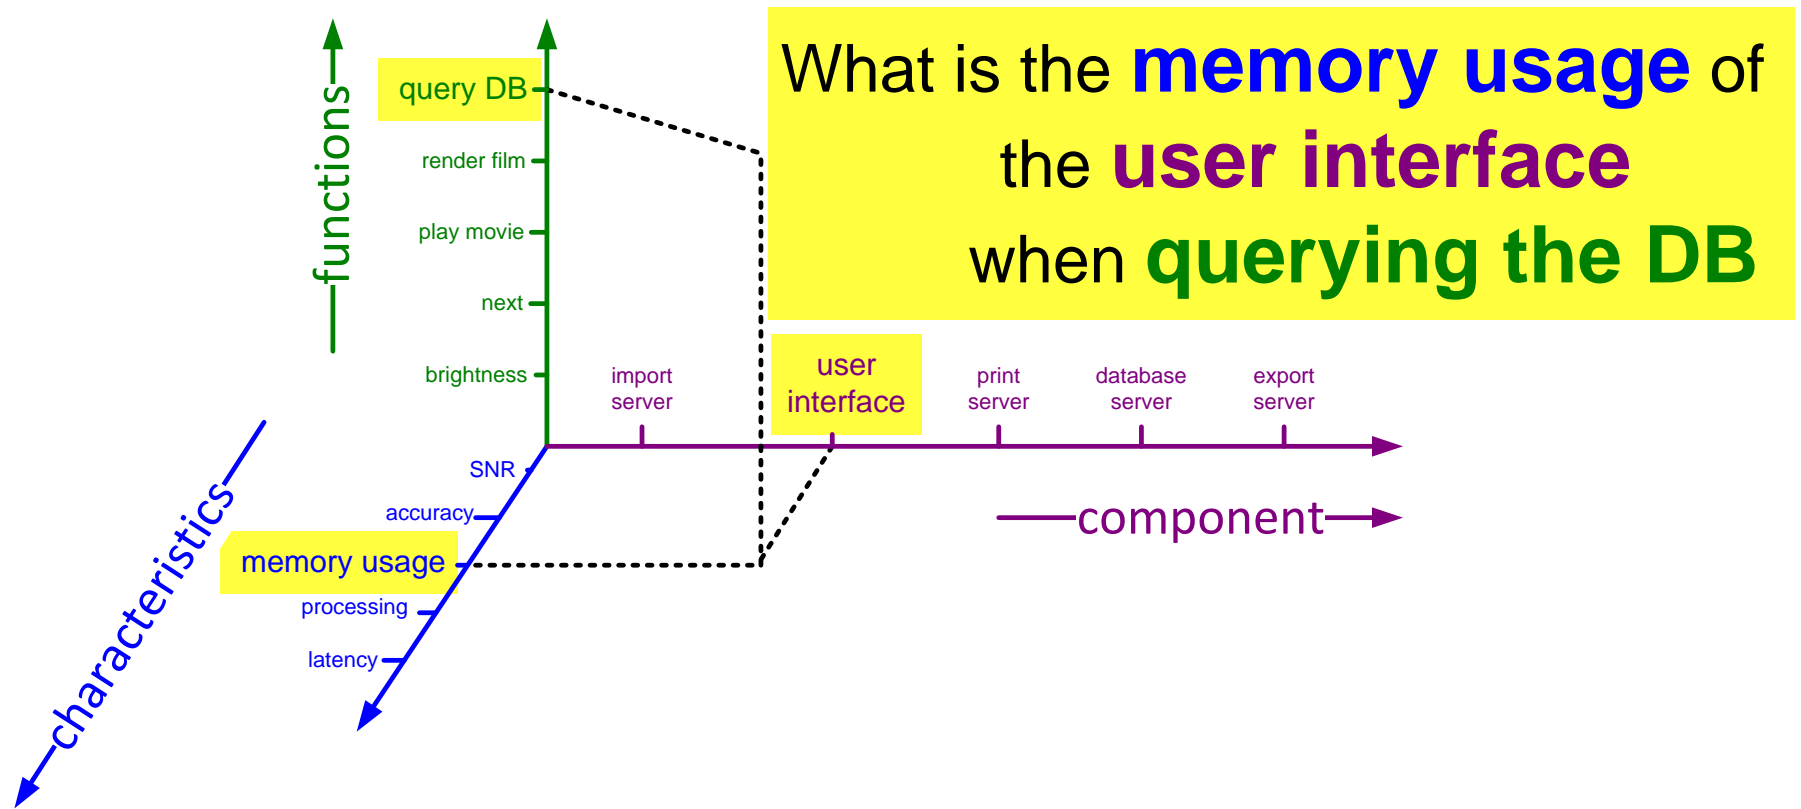 What is the memory usage of
the user interface
when querying the DB
functions
query DB
render film
play movie
next
brightness
import
server
user
interface
print
server
database
server
export
server
component
SNR
accuracy
memory usage
processing
latency
characteristics